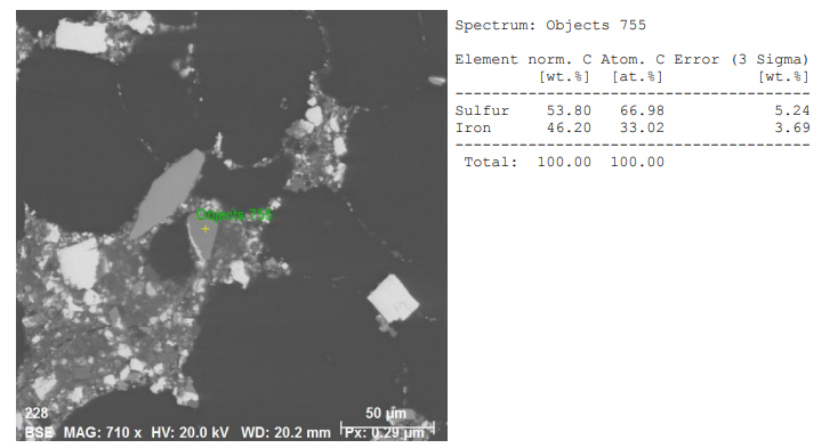 Spectrum: Objects 755
Element norm. C Atom. C Error (3 Sigma)
[wt.%] [at.%] [wt.%]
Sulfur 53.80 66.98 5.24
Iron 46.20 33.02 3.69
Total: 100.00 100.00
Objects 755
228
50 µm
BSE MAG: 710 x HV: 20.0 kV WD: 20.2 mm Px: 0.29 µm